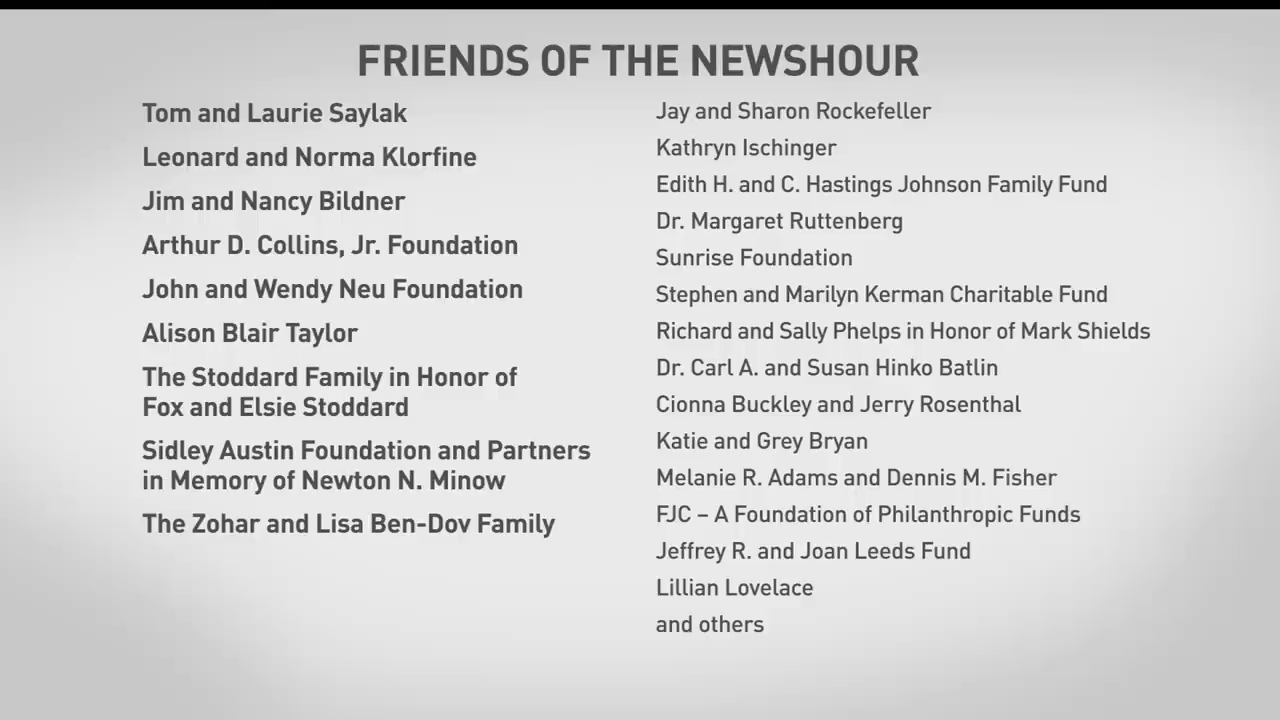 FRIENDS OF THE NEWSHOUR
Tom and Laurie Saylak
Leonard and Norma Klorfine
Jim and Nancy Bildner
Arthur D. Collins, Jr. Foundation
John and Wendy Neu Foundation
Alison Blair Taylor
The Stoddard Family in Honor of
Fox and Elsie Stoddard
Sidley Austin Foundation and Partners
in Memory of Newton N. Minow
The Zohar and Lisa Ben-Dov Family
Jay and Sharon Rockefeller
Kathryn Ischinger
Edith H. and C. Hastings Johnson Family Fund
Dr. Margaret Ruttenberg
Sunrise Foundation
Stephen and Marilyn Kerman Charitable Fund
Richard and Sally Phelps in Honor of Mark Shields
Dr. Carl A. and Susan Hinko Batlin
Cionna Buckley and Jerry Rosenthal
Katie and Grey Bryan
Melanie R. Adams and Dennis M. Fisher
FJC – A Foundation of Philanthropic Funds
Jeffrey R. and Joan Leeds Fund
Lillian Lovelace
and others